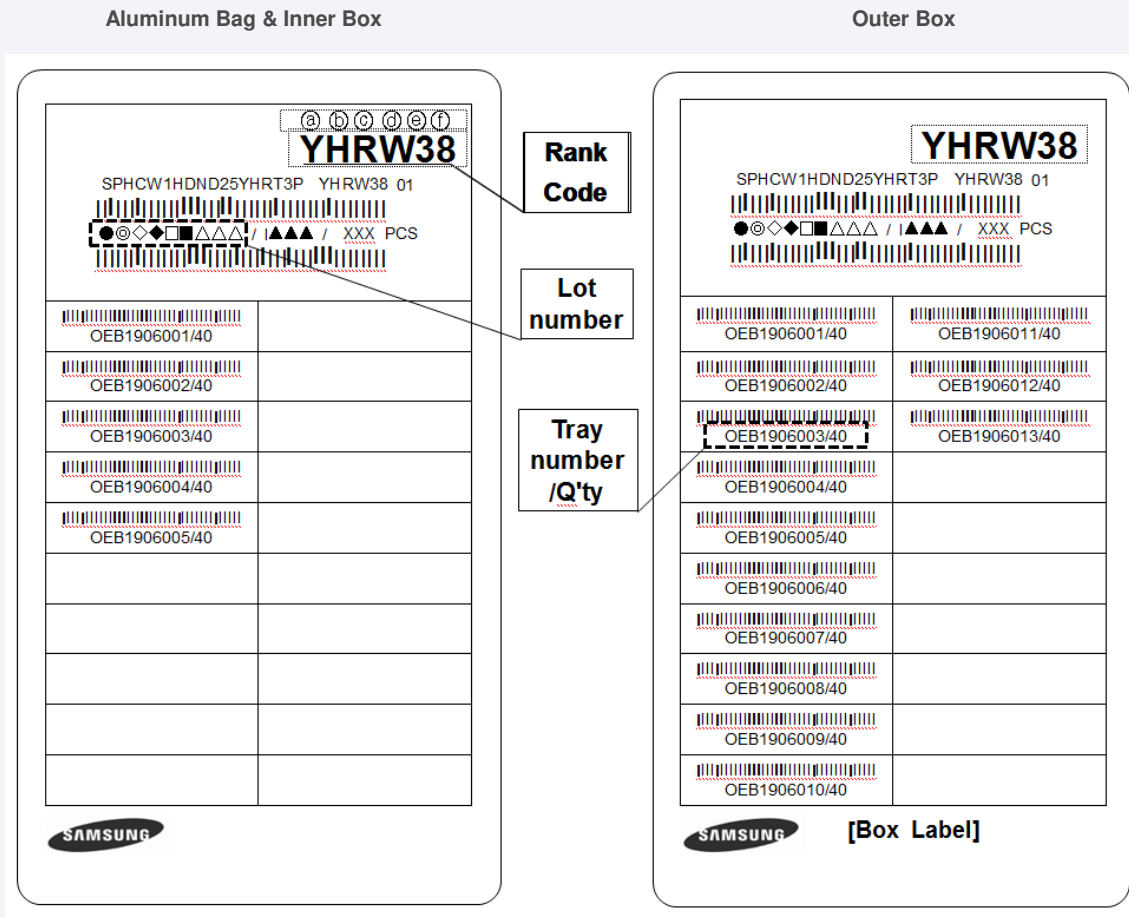 Aluminum Bag & Inner Box
Outer Box
ⓐ ⓑ ⓒ ⓓ ⓔ ⓕ
YHRW38
SPHCW1HDND25YHRT3P YHRW38 01
●◎◇◆□■△△△ / I▲▲▲ / XXX PCS
OEB1906001/40
OEB1906002/40
OEB1906003/40
OEB1906004/40
OEB1906005/40
SAMSUNG
Rank
Code
Lot
number
Tray
number
/Q'ty
YHRW38
SPHCW1HDND25YHRT3P YHRW38 01
●◎◇◆□■△△△ / I▲▲▲ / XXX PCS
OEB1906001/40 OEB1906011/40
OEB1906002/40 OEB1906012/40
OEB1906003/40 OEB1906013/40
OEB1906004/40
OEB1906005/40
OEB1906006/40
OEB1906007/40
OEB1906008/40
OEB1906009/40
OEB1906010/40
SAMSUNG [Box Label]